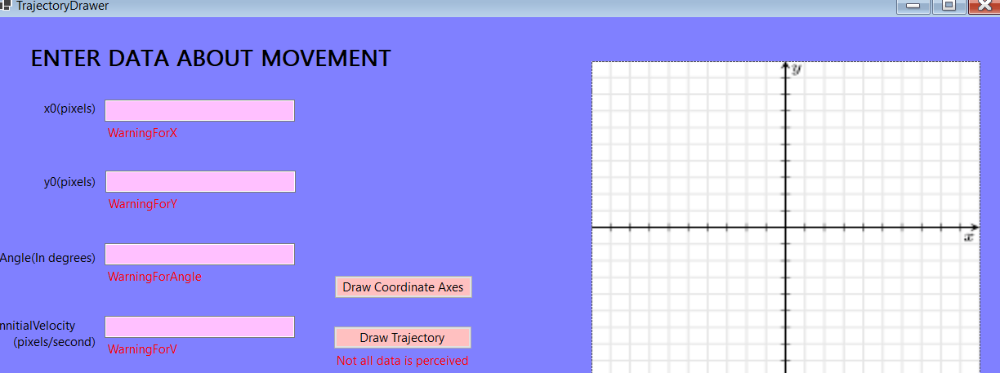 TrajectoryDrawer
ENTER DATA ABOUT MOVEMENT
x0(pixels)
WarningForX
y0(pixels)
WarningForY
Angle(In degrees)
WarningForAngle
nnitialVelocity
(pixels/second)
WarningForV
Draw Coordinate Axes
Draw Trajectory
Not all data is perceived
y
x